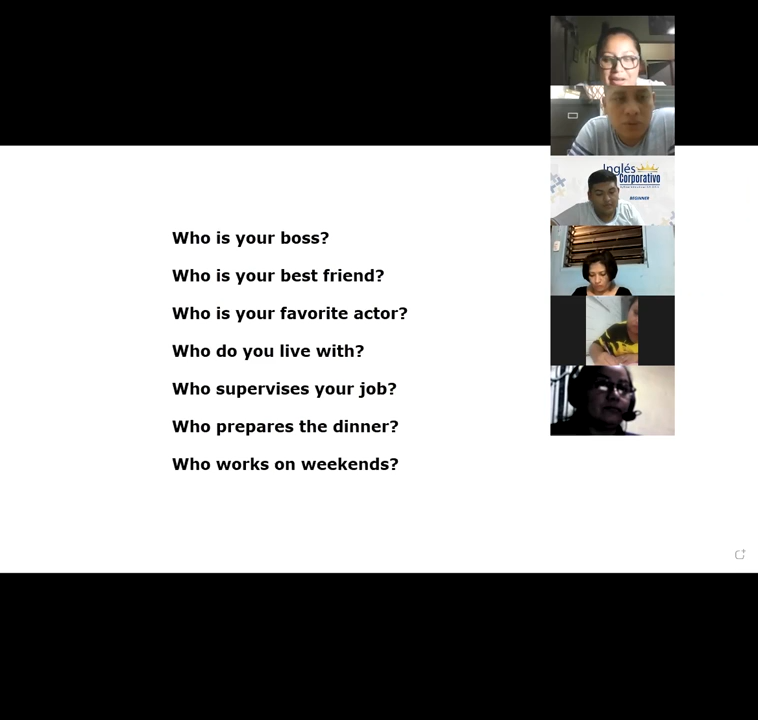 Inglés
Corporativo
BEGINNER
Who is your boss?
Who is your best friend?
Who is your favorite actor?
Who do you live with?
Who supervises your job?
Who prepares the dinner?
Who works on weekends?